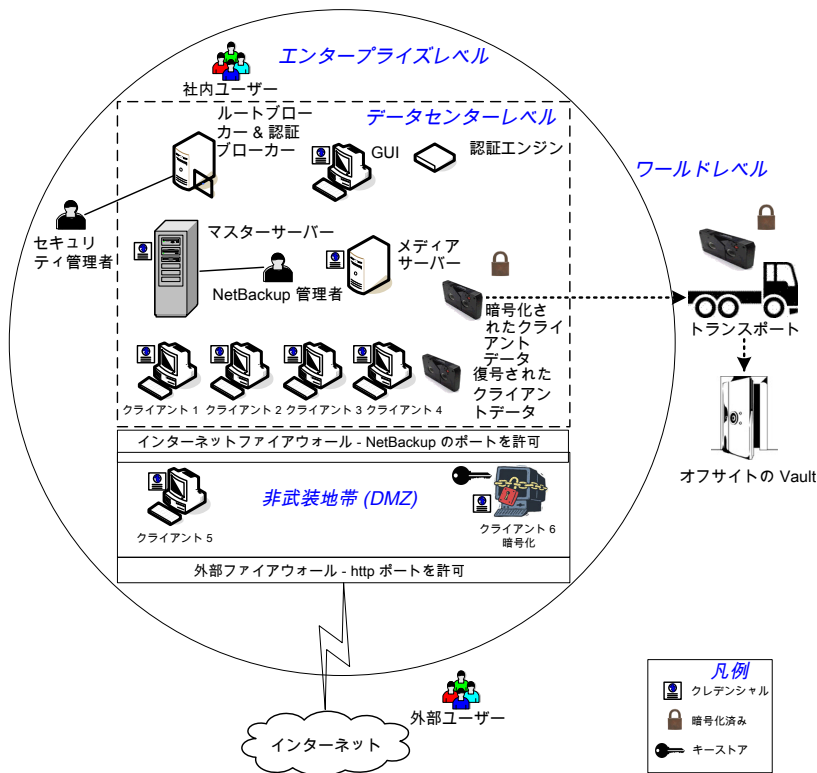 エンタープライズレベル
社内ユーザー
ルートブロー
カー & 認証
ブローカー
データセンターレベル
GUI
認証エンジン
ワールドレベル
セキュリ
ティ管理者
マスターサーバー
NetBackup 管理者
メディア
サーバー
暗号化さ
れたクライ
アント
データ
復号された
クライアン
トデータ
トランスポート
クライアント 1
クライアント 2
クライアント 3
クライアント 4
オフサイトの Vault
インターネットファイアウォール - NetBackup のポートを許可
非武装地帯 (DMZ)
クライアント 5
クライアント 6
暗号化
外部ファイアウォール - http ポートを許可
外部ユーザー
インターネット
凡例
クレデンシャル
暗号化済み
キーストア